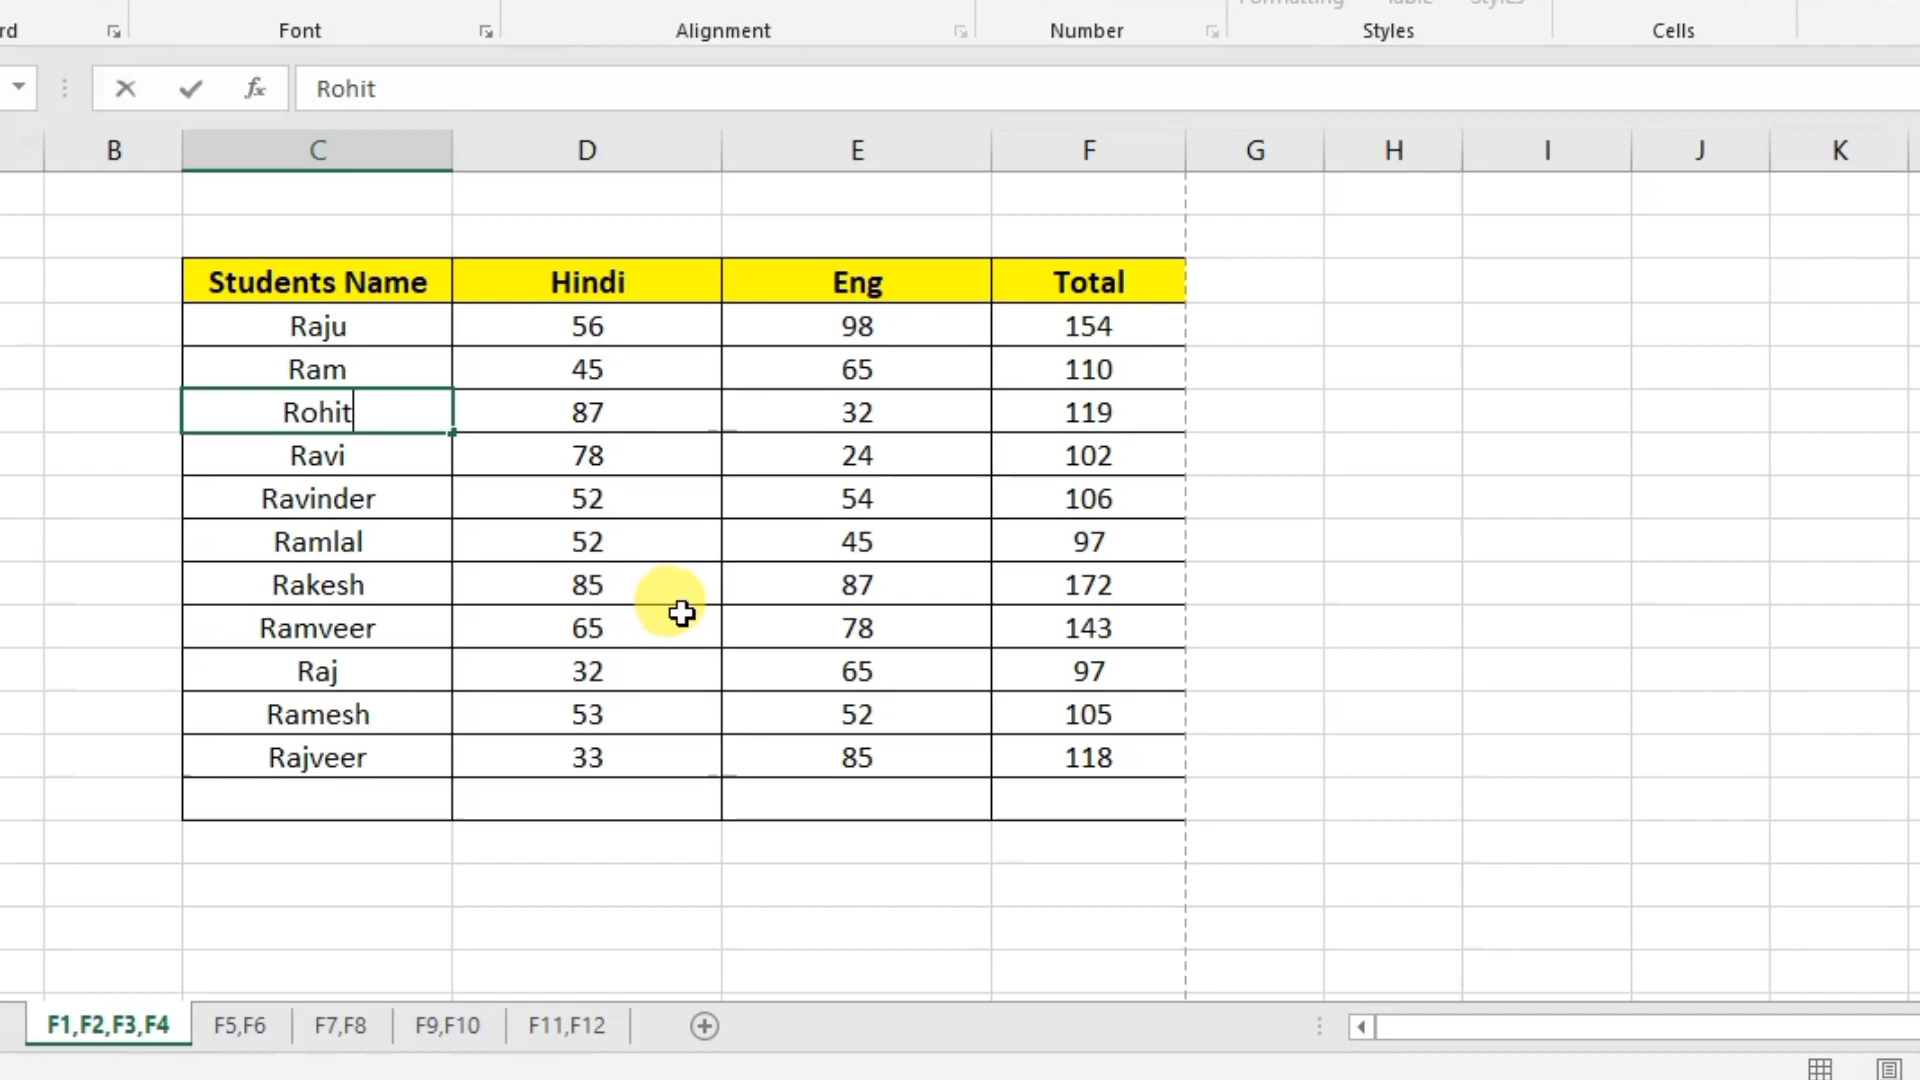 rd Font Alignment Number Styles Cells
fx Rohit
B C D E F G H I J K
Students Name Hindi Eng Total
Raju 56 98 154
Ram 45 65 110
Rohit 87 32 119
Ravi 78 24 102
Ravinder 52 54 106
Ramlal 52 45 97
Rakesh 85 87 172
Ramveer 65 78 143
Raj 32 65 97
Ramesh 53 52 105
Rajveer 33 85 118
F1,F2,F3,F4 F5,F6 F7,F8 F9,F10 F11,F12